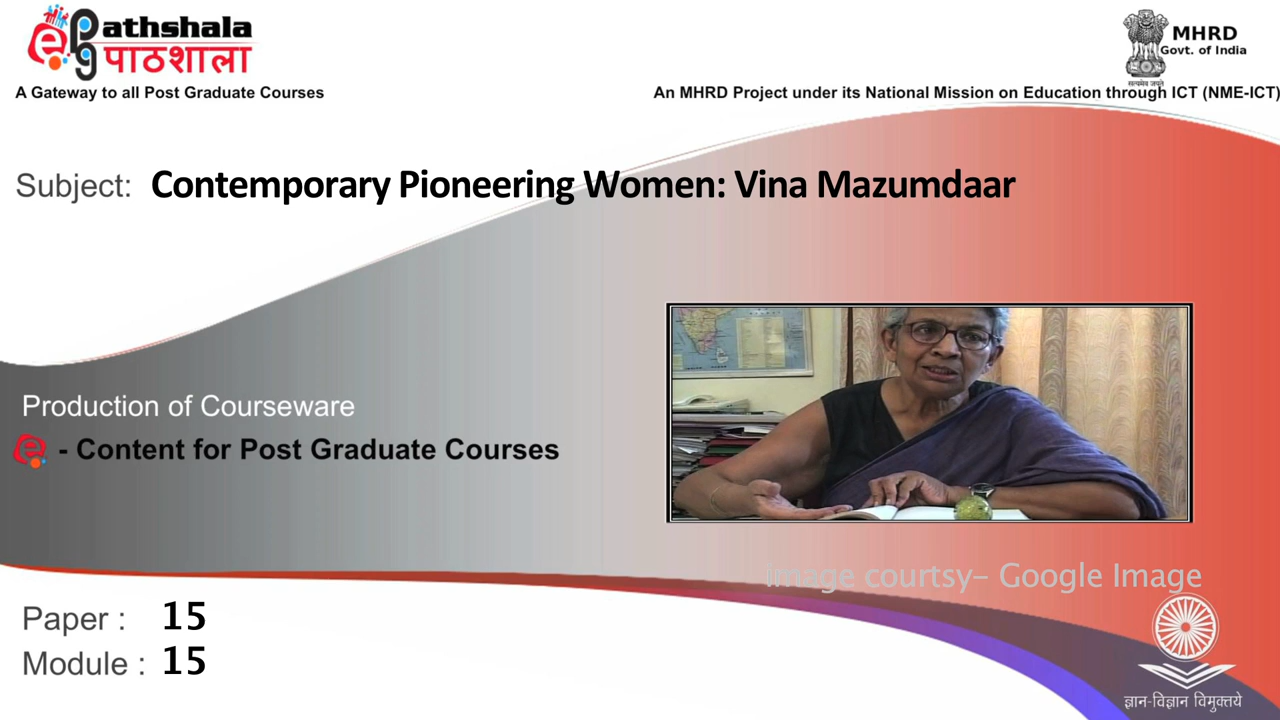 ePG athshala
पाठशाला
A Gateway to all Post Graduate Courses
MHRD
Govt. of India
सत्यमेव जयते
An MHRD Project under its National Mission on Education through ICT (NME-ICT)
Subject: Contemporary Pioneering Women: Vina Mazumdaar
Production of Courseware
e - Content for Post Graduate Courses
image courtsy- Google Image
Paper : 15
Module : 15
ज्ञान-विज्ञान विमुक्तये